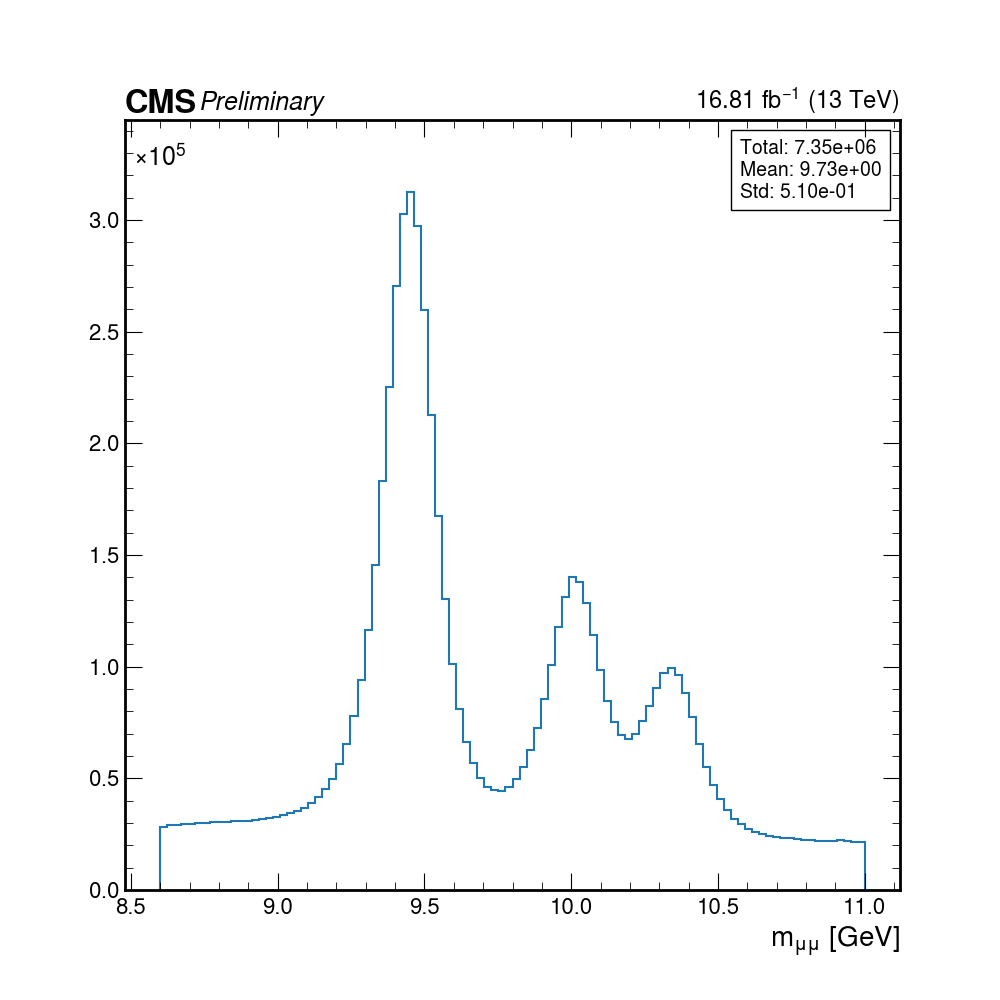 CMS Preliminary 16.81 fb⁻¹ (13 TeV)
×10⁵
Total: 7.35e+06
Mean: 9.73e+00
Std: 5.10e-01
3.0
2.5
2.0
1.5
1.0
0.5
0.0
8.5 9.0 9.5 10.0 10.5 11.0
m_μμ [GeV]